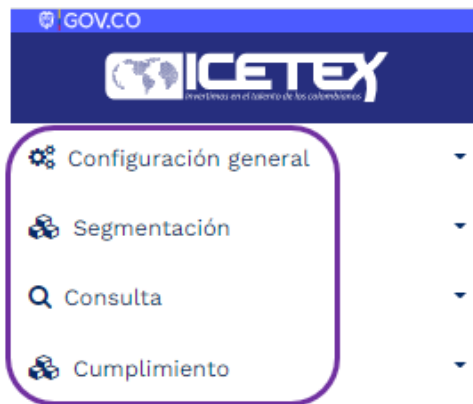 GOV.CO
ICETEX
Invertimos en el talento de los colombianos
Configuración general
Segmentación
Consulta
Cumplimiento